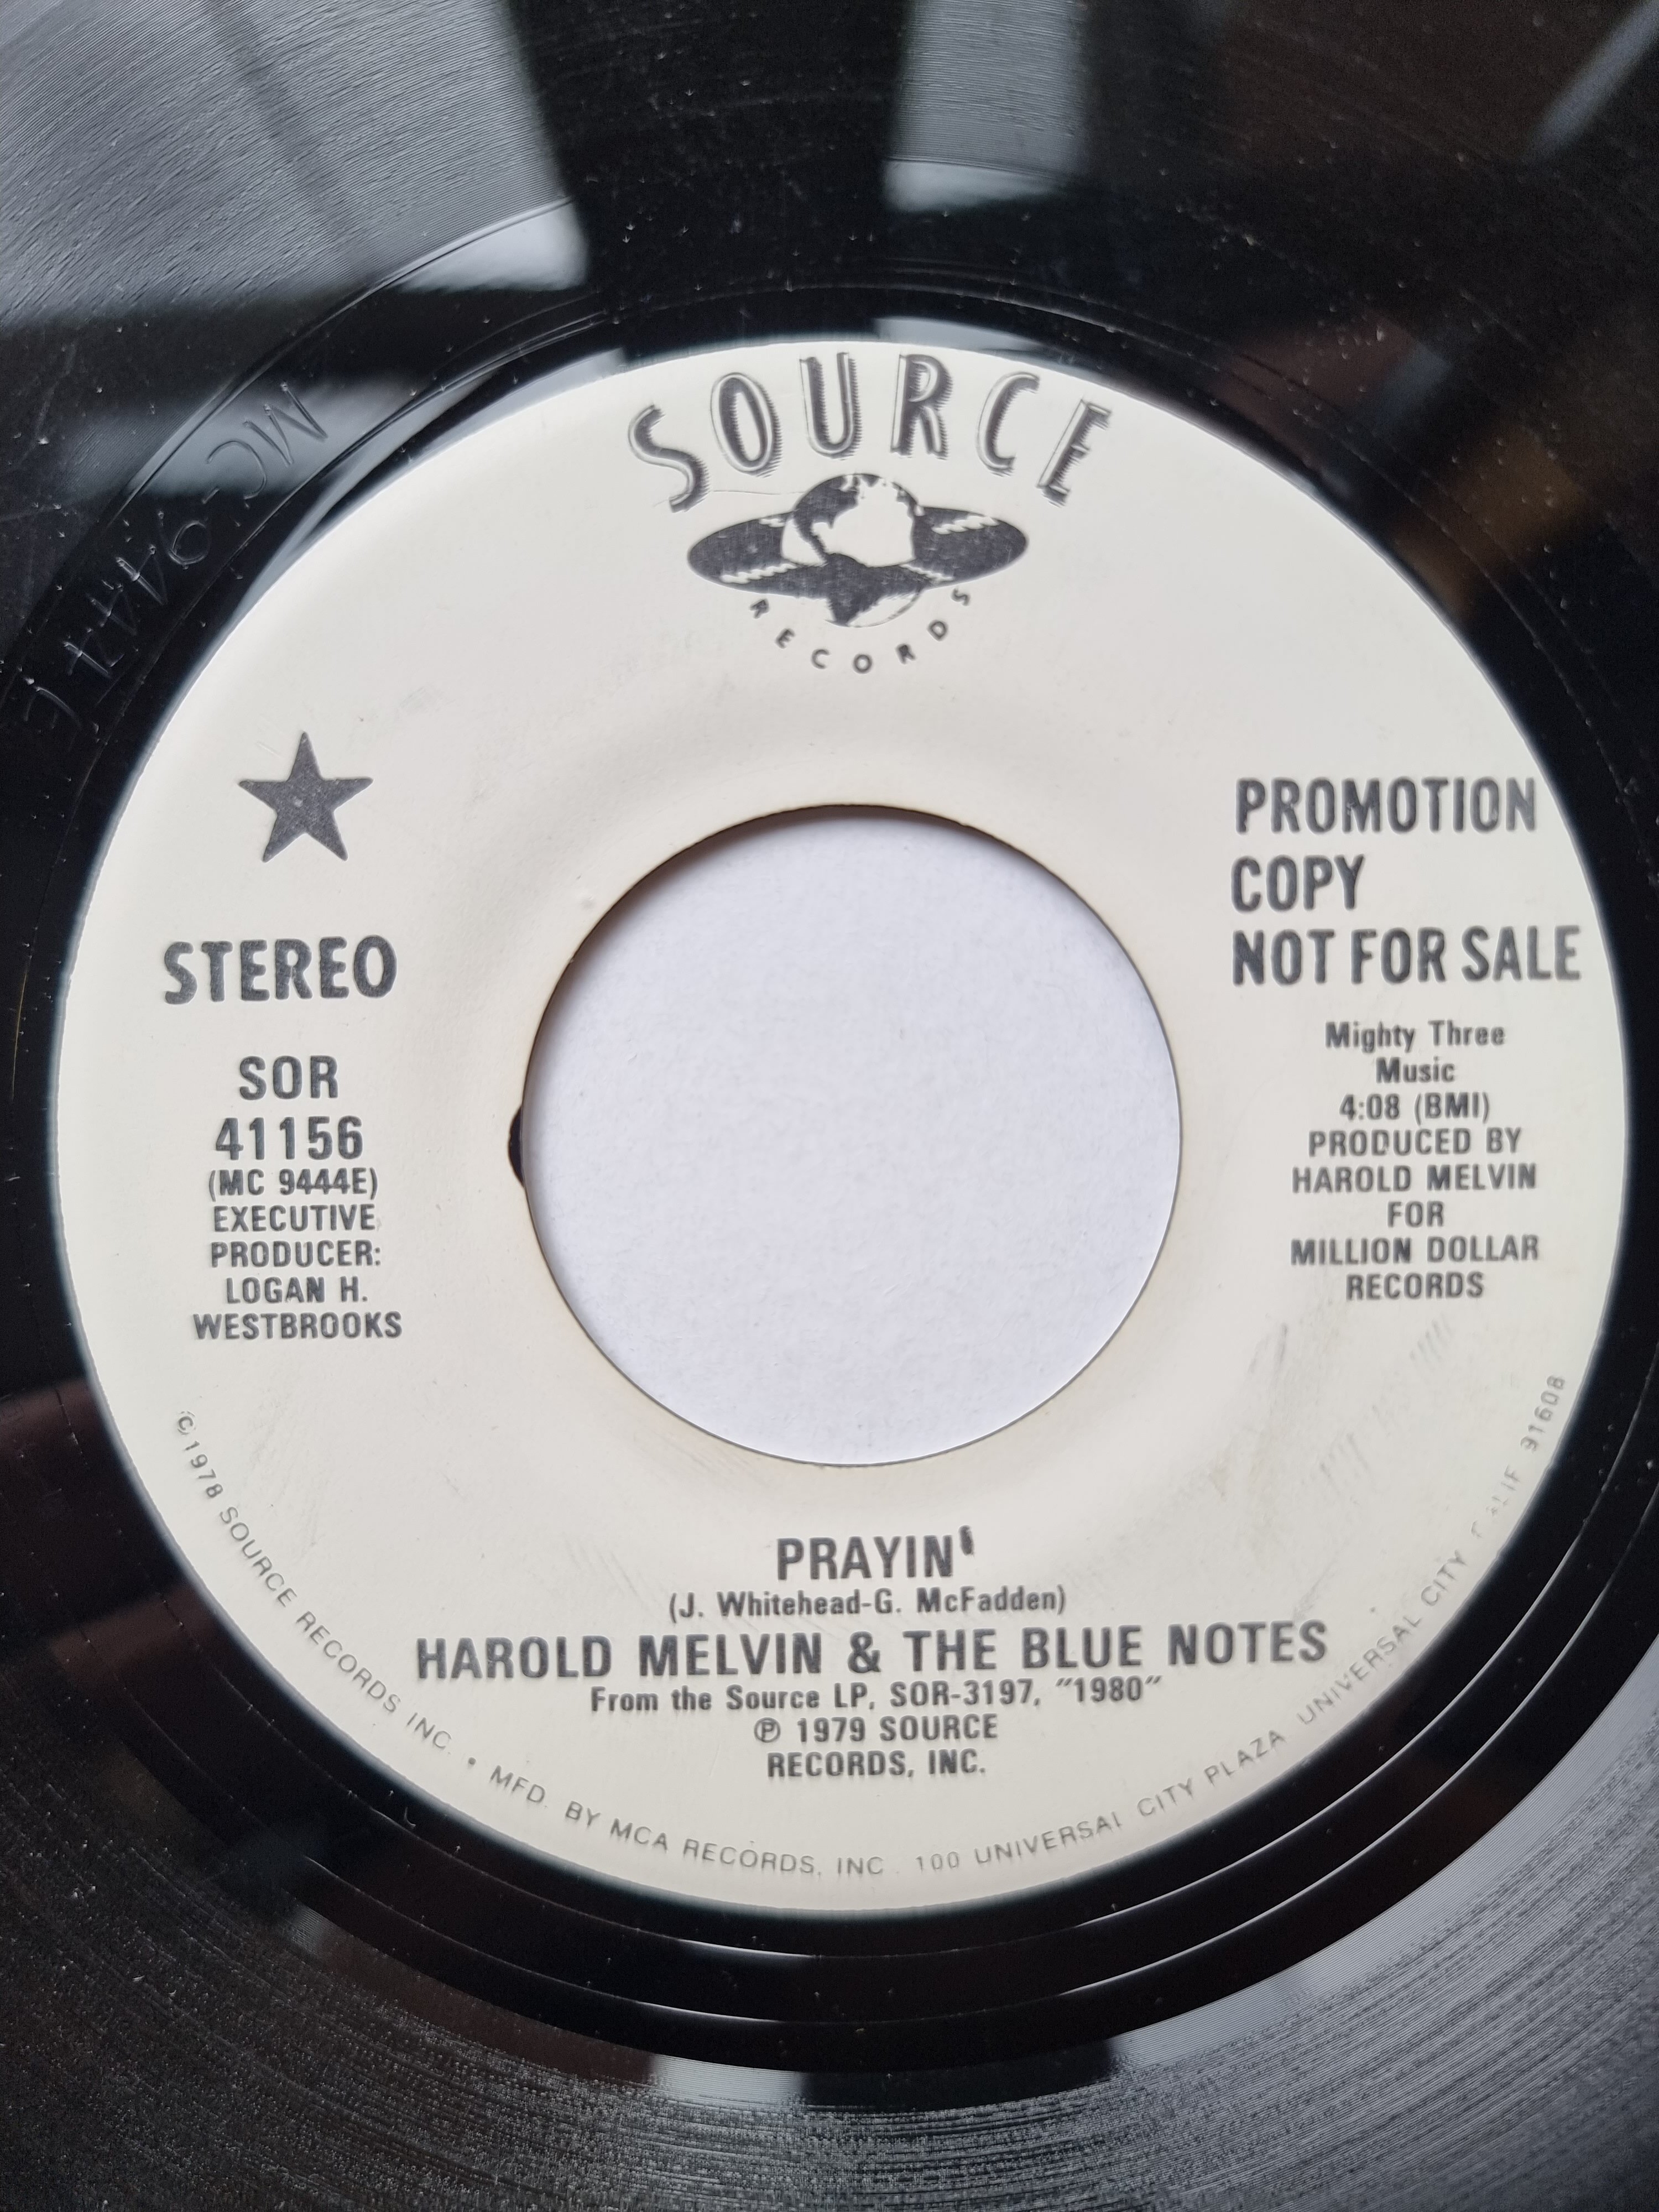 SOURCE
RECORDS
★
STEREO
SOR
41156
(MC 9444E)
EXECUTIVE
PRODUCER:
LOGAN H.
WESTBROOKS
PROMOTION
COPY
NOT FOR SALE
Mighty Three
Music
4:08 (BMI)
PRODUCED BY
HAROLD MELVIN
FOR
MILLION DOLLAR
RECORDS
PRAYIN'
(J. Whitehead-G. McFadden)
HAROLD MELVIN & THE BLUE NOTES
From the Source LP, SOR-3197, "1980"
℗ 1979 SOURCE
RECORDS, INC.
© 1978 SOURCE RECORDS INC. • MFD. BY MCA RECORDS, INC. 100 UNIVERSAL CITY PLAZA UNIVERSAL CITY CALIF 91608
MC-9444E